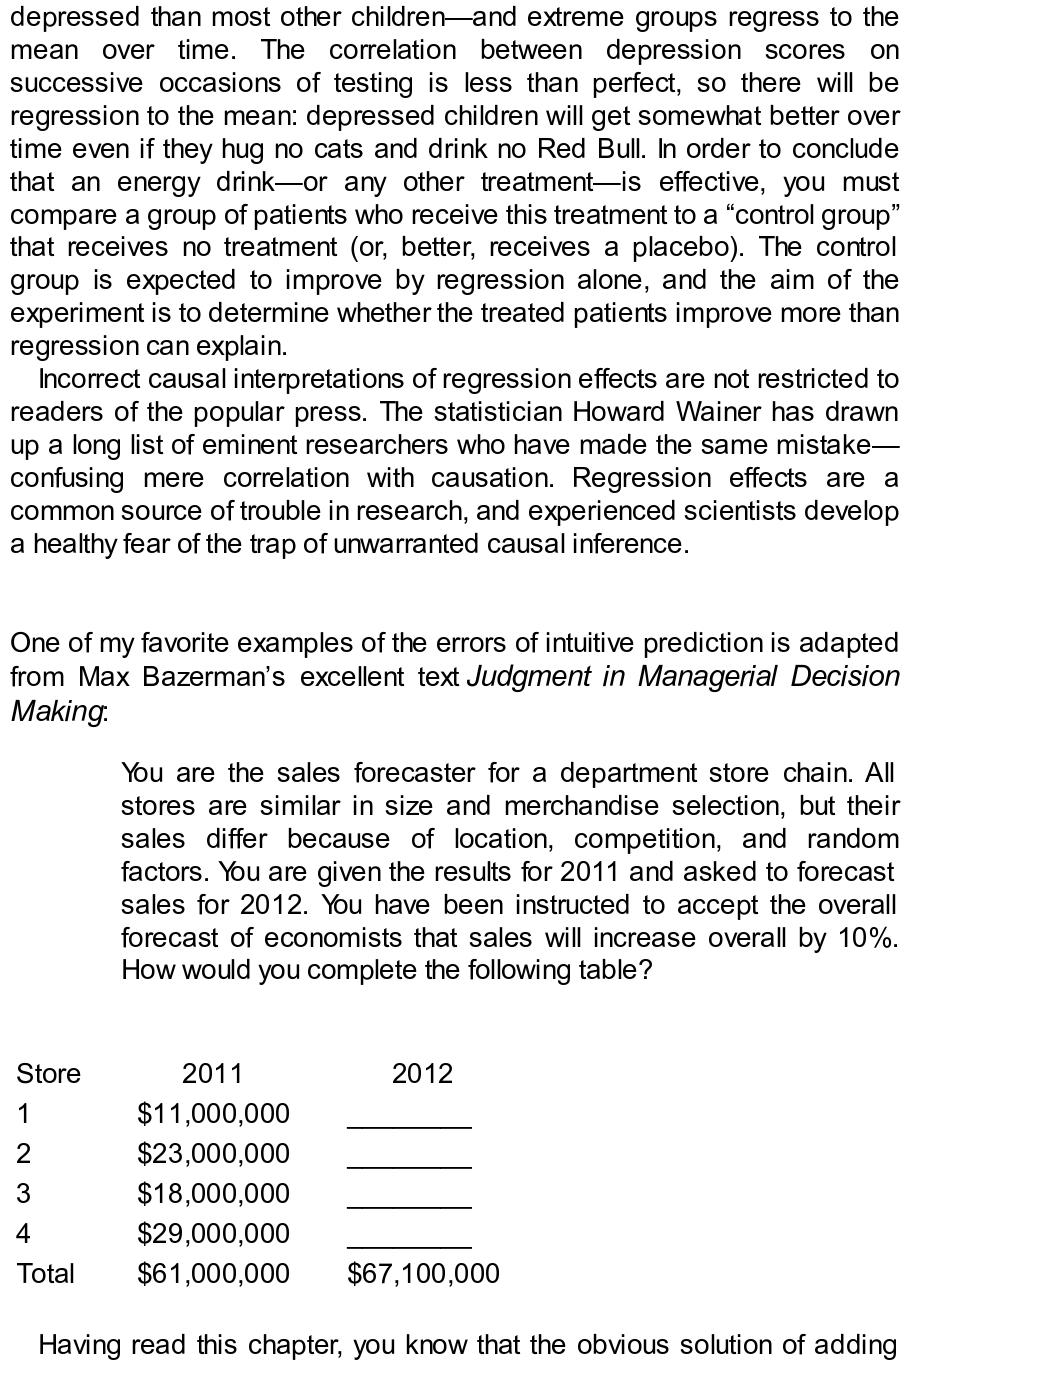 depressed than most other children—and extreme groups regress to the
mean over time. The correlation between depression scores on
successive occasions of testing is less than perfect, so there will be
regression to the mean: depressed children will get somewhat better over
time even if they hug no cats and drink no Red Bull. In order to conclude
that an energy drink—or any other treatment—is effective, you must
compare a group of patients who receive this treatment to a “control group”
that receives no treatment (or, better, receives a placebo). The control
group is expected to improve by regression alone, and the aim of the
experiment is to determine whether the treated patients improve more than
regression can explain.
Incorrect causal interpretations of regression effects are not restricted to
readers of the popular press. The statistician Howard Wainer has drawn
up a long list of eminent researchers who have made the same mistake—
confusing mere correlation with causation. Regression effects are a
common source of trouble in research, and experienced scientists develop
a healthy fear of the trap of unwarranted causal inference.
One of my favorite examples of the errors of intuitive prediction is adapted
from Max Bazerman’s excellent text Judgment in Managerial Decision
Making:
You are the sales forecaster for a department store chain. All
stores are similar in size and merchandise selection, but their
sales differ because of location, competition, and random
factors. You are given the results for 2011 and asked to forecast
sales for 2012. You have been instructed to accept the overall
forecast of economists that sales will increase overall by 10%.
How would you complete the following table?
Store 2011 2012
1 $11,000,000 ________
2 $23,000,000 ________
3 $18,000,000 ________
4 $29,000,000 ________
Total $61,000,000 $67,100,000
Having read this chapter, you know that the obvious solution of adding